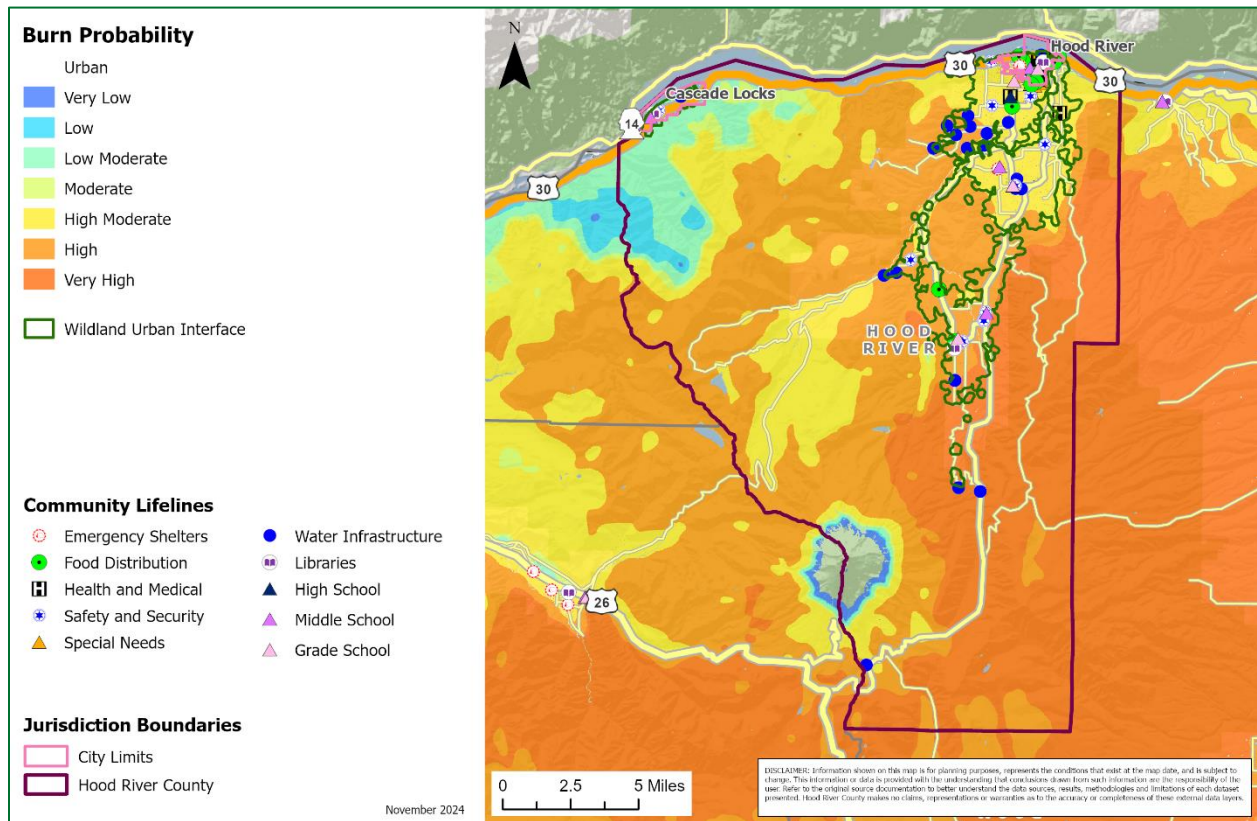 Burn Probability
Urban
Very Low
Low
Low Moderate
Moderate
High Moderate
High
Very High
Wildland Urban Interface
Community Lifelines
Emergency Shelters
Food Distribution
Health and Medical
Safety and Security
Special Needs
Water Infrastructure
Libraries
High School
Middle School
Grade School
Jurisdiction Boundaries
City Limits
Hood River County
November 2024
N
Hood River
30
30
Cascade Locks
14
30
HOOD
RIVER
26
0 2.5 5 Miles
DISCLAIMER: Information shown on this map is for planning purposes, represents the conditions that exist at the map date, and is subject to
change. This information or data is provided with the understanding that conclusions drawn from such information are the responsibility of the
user. Refer to the original source documentation to better understand the data sources, results, methodologies and limitations of each dataset
presented. Hood River County makes no claims, representations or warranties as to the accuracy or completeness of these external data layers.